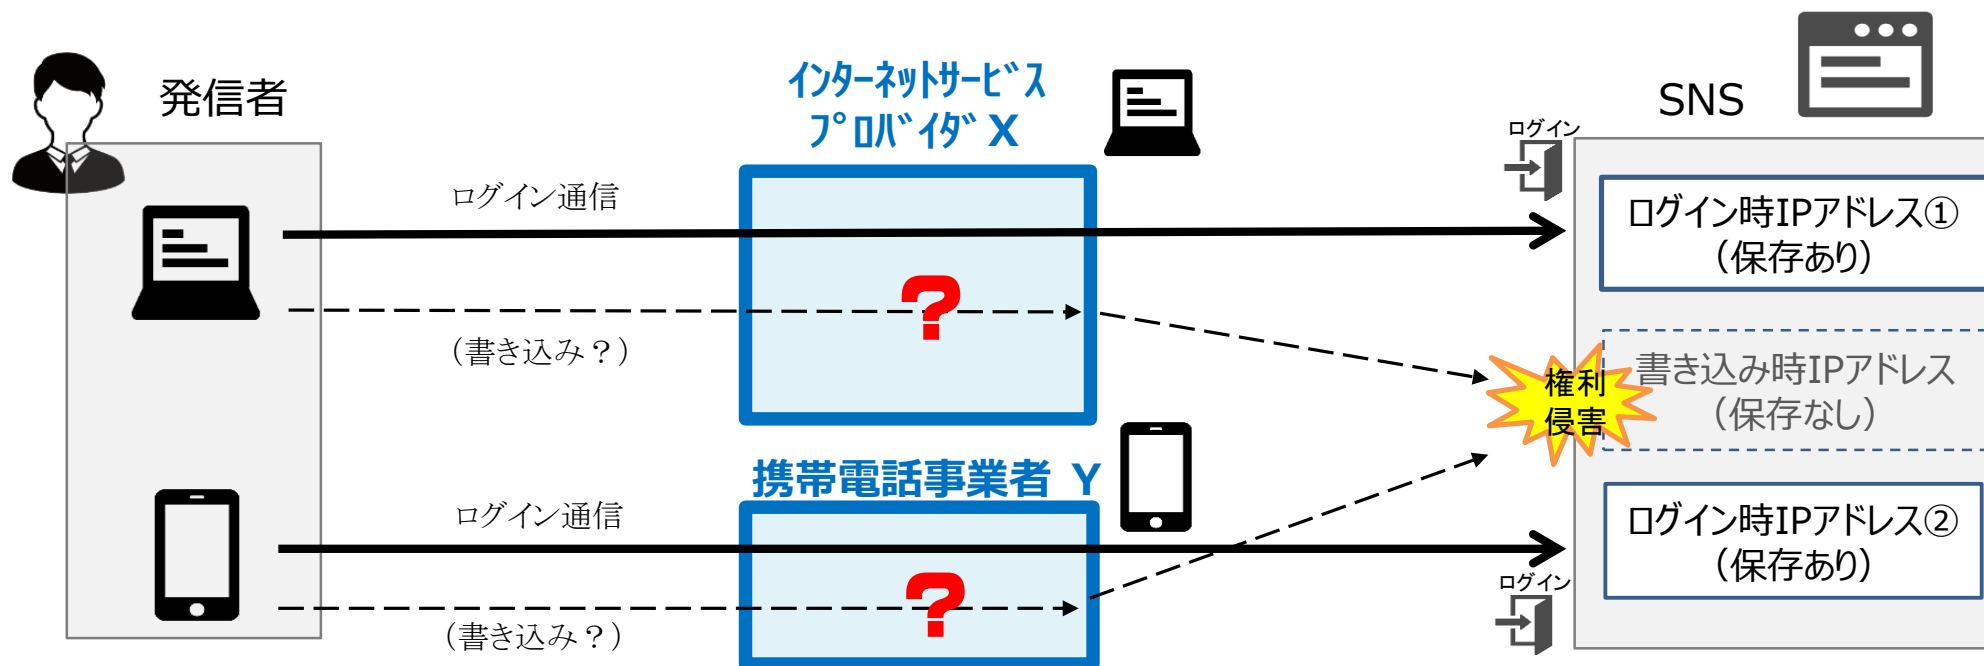 発信者
インターネットサービス
プロバイダ X
SNS
ログイン
ログイン通信
ログイン時IPアドレス①
（保存あり）
？
（書き込み？）
権利
侵害
書き込み時IPアドレス
（保存なし）
携帯電話事業者 Y
ログイン通信
ログイン時IPアドレス②
（保存あり）
？
ログイン
（書き込み？）